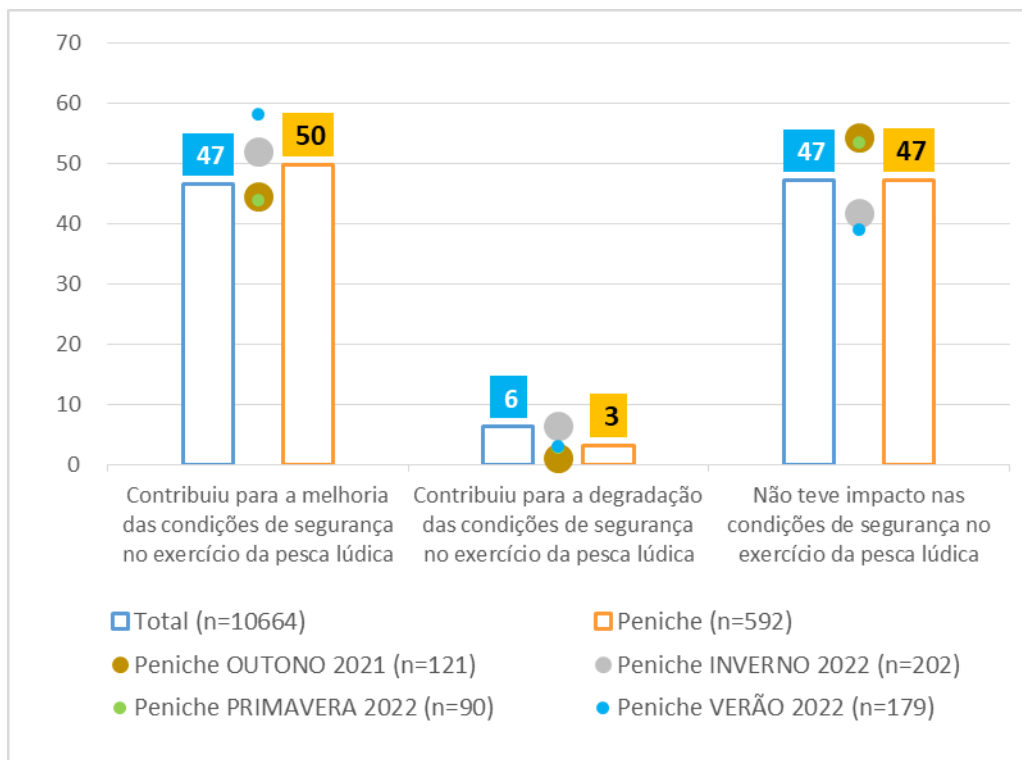 70
60
50
40
30
20
10
0
47
50
6
3
47
47
Contribuiu para a melhoria
das condições de segurança
no exercício da pesca lúdica
Contribuiu para a degradação
das condições de segurança
no exercício da pesca lúdica
Não teve impacto nas
condições de segurança no
exercício da pesca lúdica
Total (n=10664)
Peniche (n=592)
Peniche OUTONO 2021 (n=121)
Peniche INVERNO 2022 (n=202)
Peniche PRIMAVERA 2022 (n=90)
Peniche VERÃO 2022 (n=179)